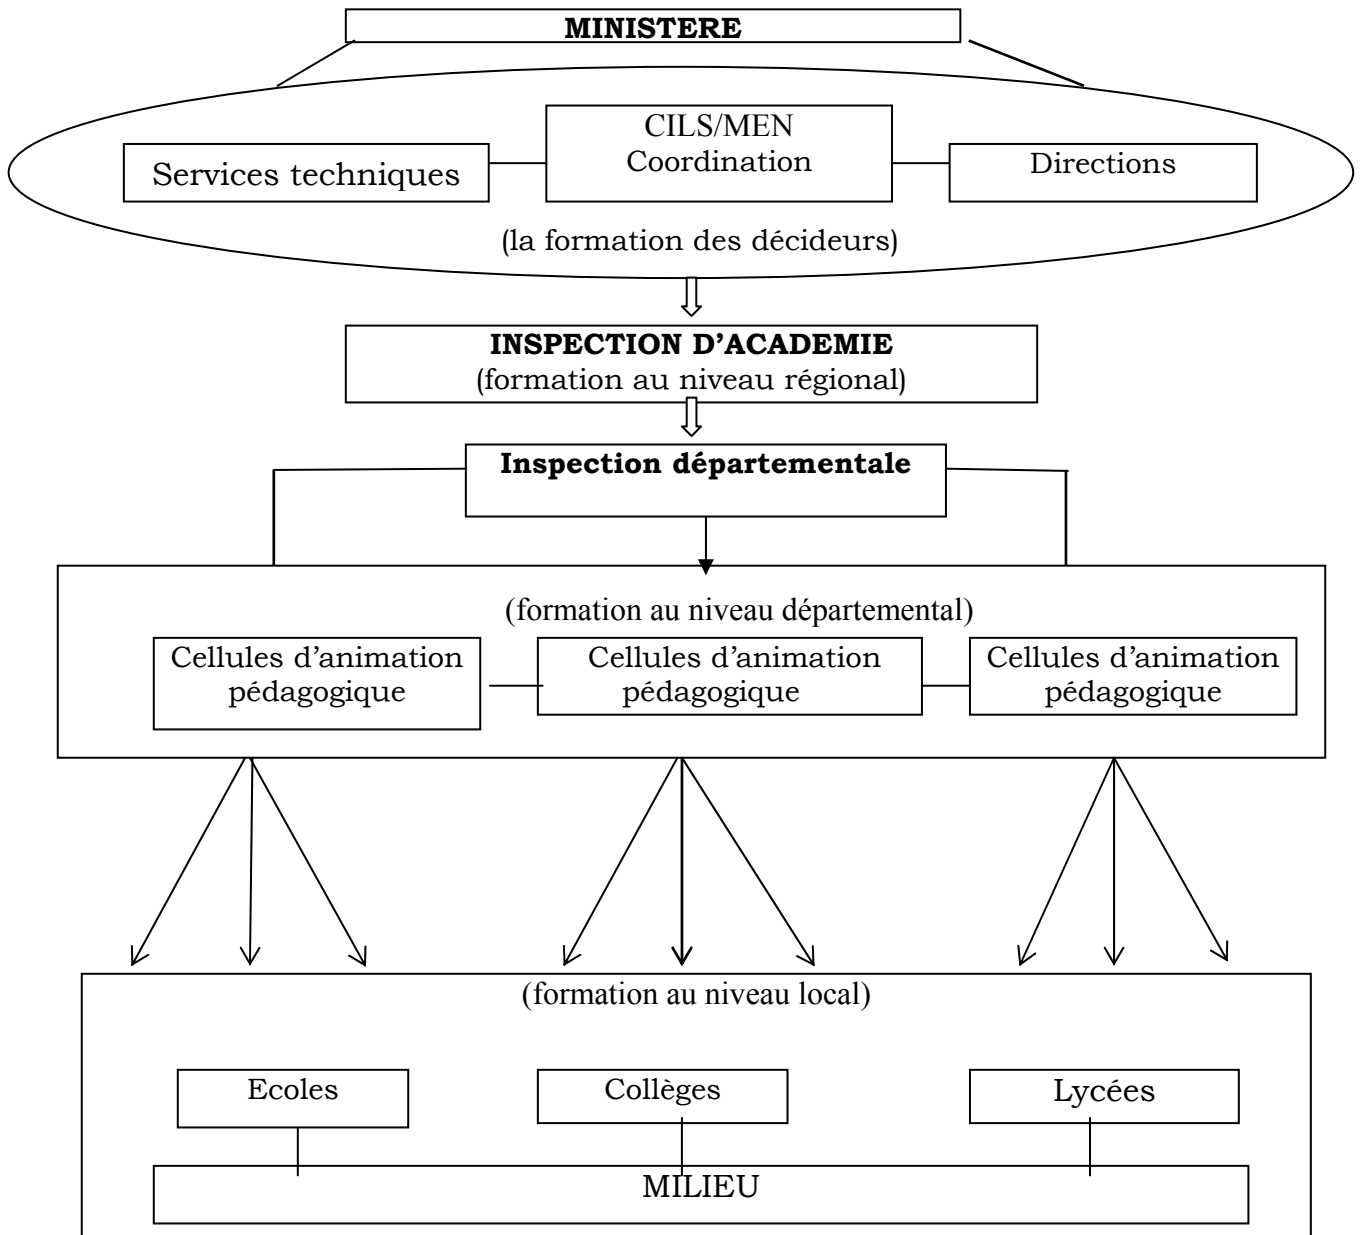 MINISTERE
CILS/MEN
Coordination
Services techniques
Directions
(la formation des décideurs)
INSPECTION D’ACADEMIE
(formation au niveau régional)
Inspection départementale
(formation au niveau départemental)
Cellules d’animation
pédagogique
Cellules d’animation
pédagogique
Cellules d’animation
pédagogique
(formation au niveau local)
Ecoles
Collèges
Lycées
MILIEU